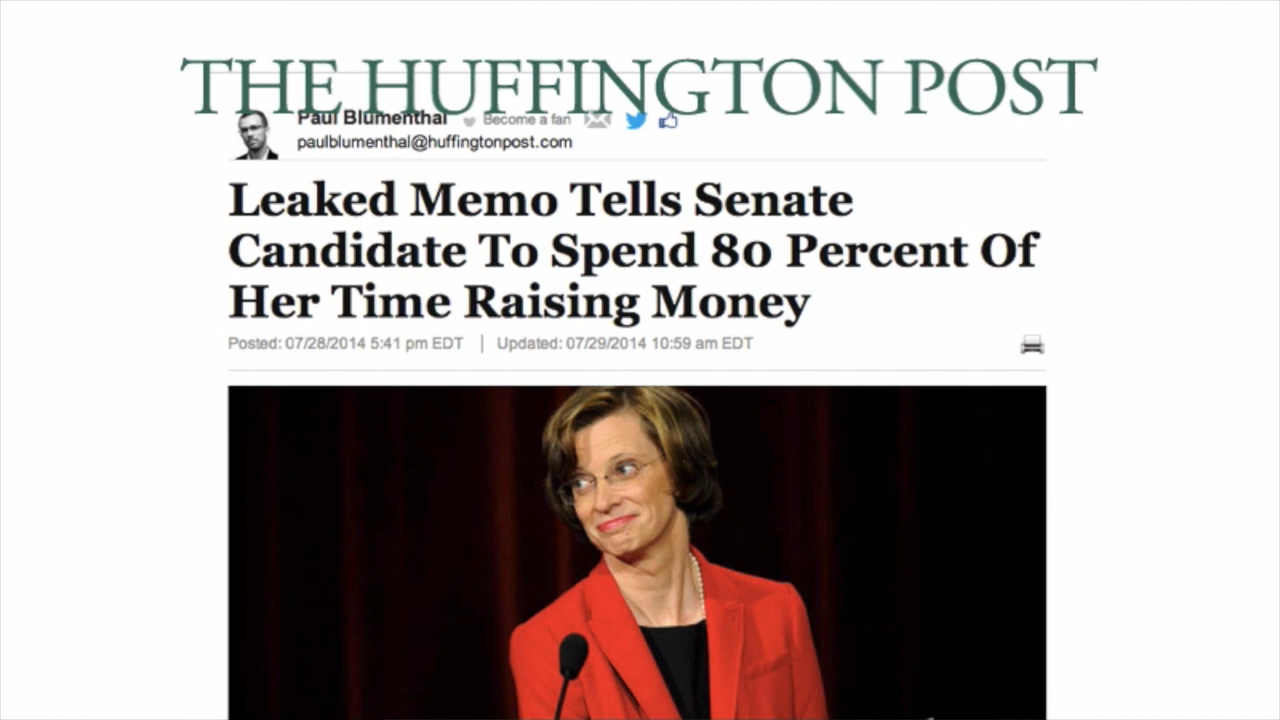 THE HUFFINGTON POST
Paul Blumenthal Become a fan
paulblumenthal@huffingtonpost.com
Leaked Memo Tells Senate
Candidate To Spend 80 Percent Of
Her Time Raising Money
Posted: 07/28/2014 5:41 pm EDT | Updated: 07/29/2014 10:59 am EDT